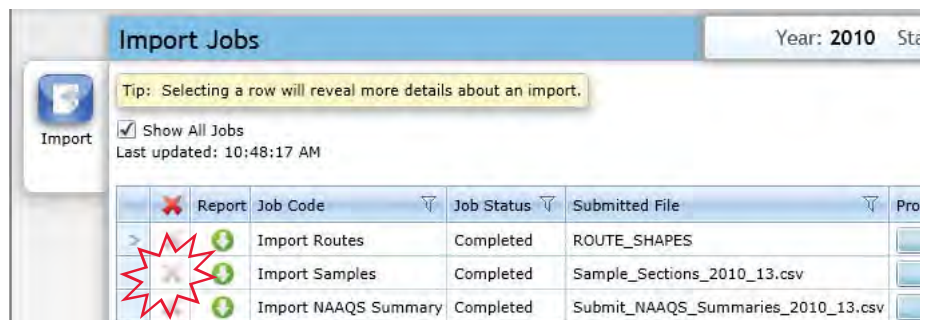 Import Jobs Year: 2010 Sta
Tip: Selecting a row will reveal more details about an import.
Import
Show All Jobs
Last updated: 10:48:17 AM
Report Job Code Job Status Submitted File Pro
Import Routes Completed ROUTE_SHAPES
Import Samples Completed Sample_Sections_2010_13.csv
Import NAAQS Summary Completed Submit_NAAQS_Summaries_2010_13.csv